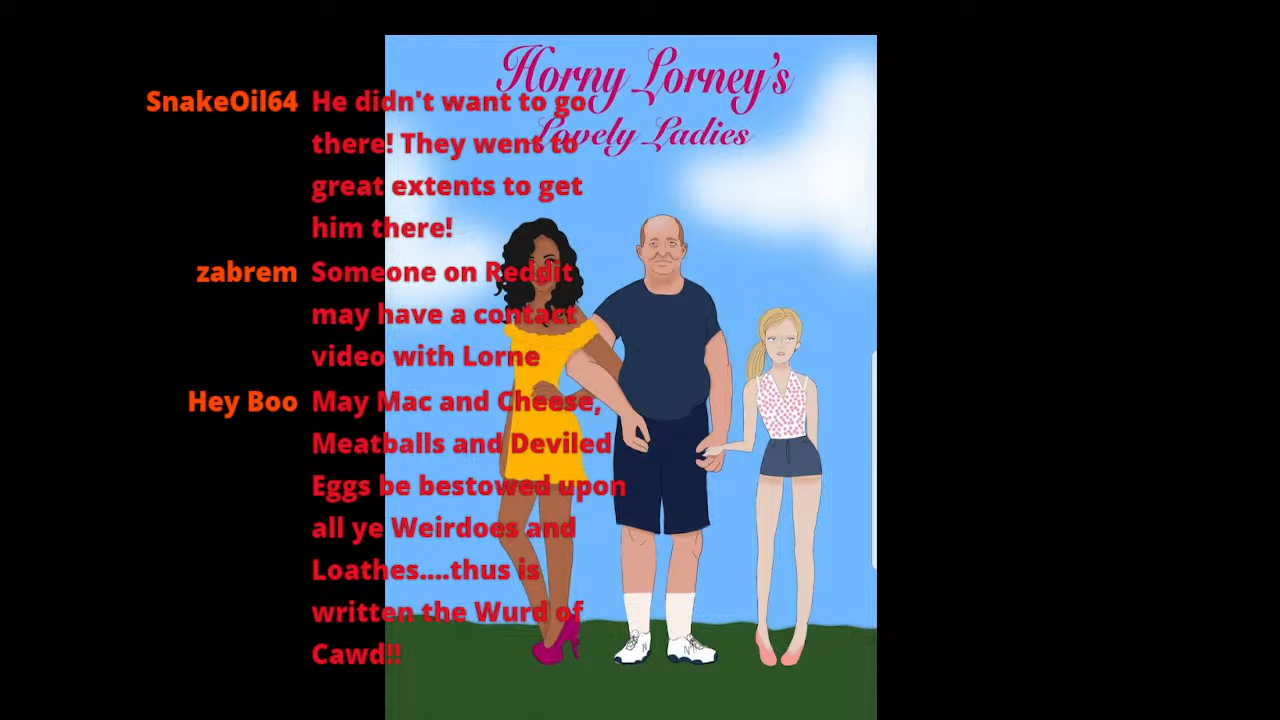 Horny Lorney's
Lovely Ladies
SnakeOil64 He didn't want to go
there! They went to
great extents to get
him there!
zabrem Someone on Reddit
may have a contact
video with Lorne
Hey Boo May Mac and Cheese,
Meatballs and Deviled
Eggs be bestowed upon
all ye Weirdoes and
Loathes....thus is
written the Wurd of
Cawd!!